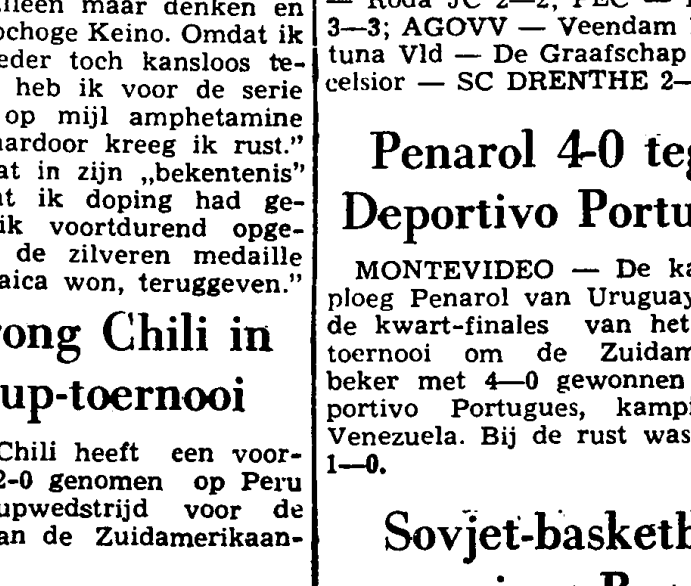 alleen maar denken en
ochoge Keino. Omdat ik
eder toch kansloos te-
heb ik voor de serie
op mijl amphetamine
aardoor kreeg ik rust.”
at in zijn „bekentenis”
at ik doping had ge-
ik voortdurend opge-
de zilveren medaille
aica won, teruggeven.”
rong Chili in
up-toernooi
Chili heeft een voor-
2-0 genomen op Peru
upwedstrijd voor de
an de Zuidamerikaan-
— Roda JC 2—2; PEC —
3—3; AGOVV — Veendam
tuna Vld — De Graafschap
celsior — SC DRENTHE 2—
Penarol 4-0 teg
Deportivo Portu
MONTEVIDEO — De ka
ploeg Penarol van Uruguay
de kwart-finales van het
toernooi om de Zuidam
beker met 4—0 gewonnen
portivo Portugues, kampi
Venezuela. Bij de rust was
1—0.
Sovjet-basketb